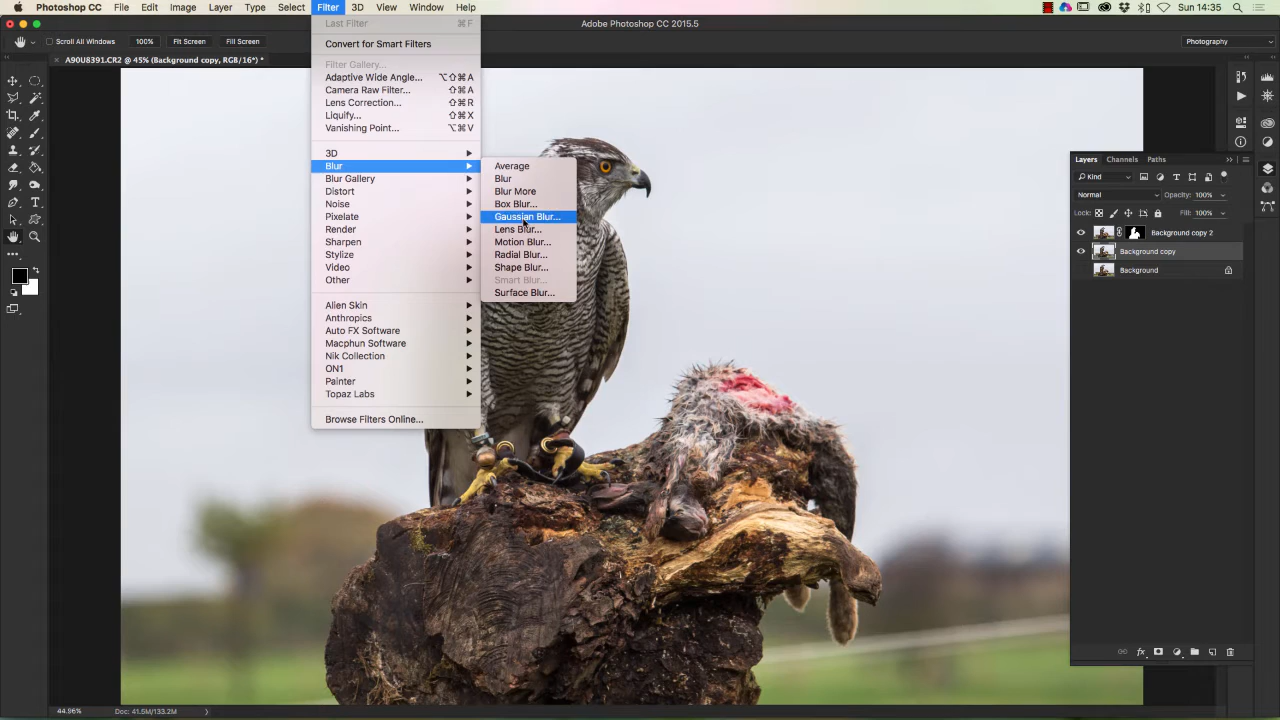 Photoshop CC File Edit Image Layer Type Select Filter 3D View Window Help Sun 14:35
Adobe Photoshop CC 2015.5
Scroll All Windows 100% Fit Screen Fill Screen Photography
A90U8391.CR2 @ 45% (Background copy, RGB/16*) *
Last Filter ⌘F
Convert for Smart Filters
Filter Gallery...
Adaptive Wide Angle... ⌥⇧⌘A
Camera Raw Filter... ⇧⌘A
Lens Correction... ⇧⌘R
Liquify... ⇧⌘X
Vanishing Point... ⌥⌘V
3D
Blur
Blur Gallery
Distort
Noise
Pixelate
Render
Sharpen
Stylize
Video
Other
Alien Skin
Anthropics
Auto FX Software
Macphun Software
Nik Collection
ON1
Painter
Topaz Labs
Browse Filters Online...
Average
Blur
Blur More
Box Blur...
Gaussian Blur...
Lens Blur...
Motion Blur...
Radial Blur...
Shape Blur...
Smart Blur...
Surface Blur...
Layers Channels Paths
Kind
Normal Opacity: 100%
Lock: Fill: 100%
Background copy 2
Background copy
Background
fx
44.96% Doc: 41.5M/133.2M